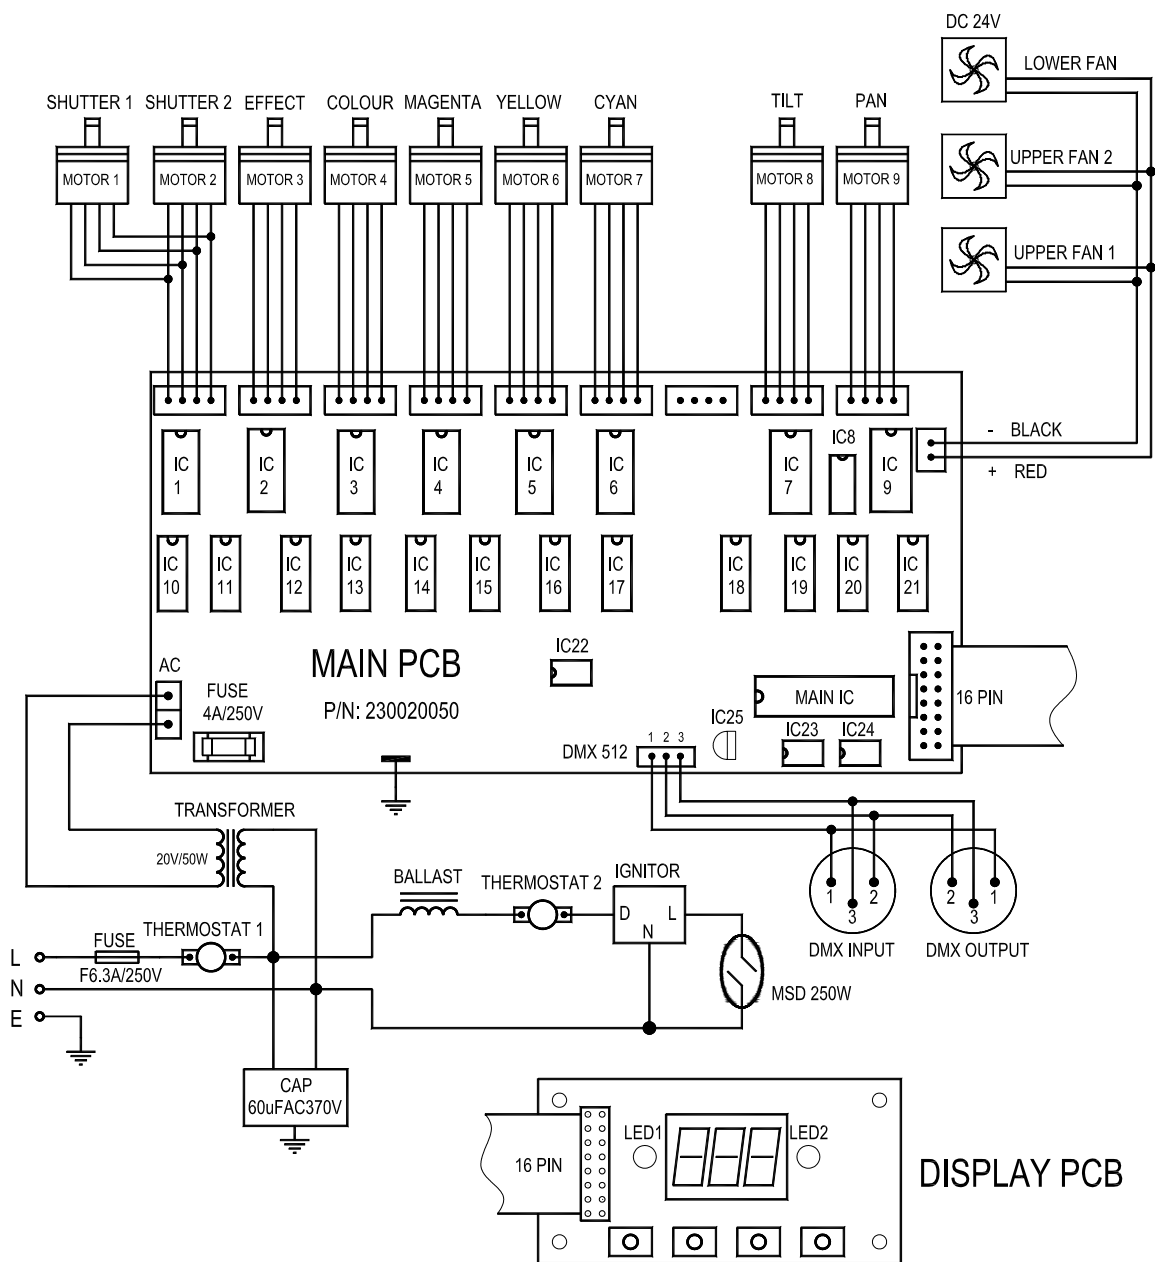 DC 24V
LOWER FAN
SHUTTER 1 SHUTTER 2 EFFECT COLOUR MAGENTA YELLOW CYAN TILT PAN
UPPER FAN 2
MOTOR 1 MOTOR 2 MOTOR 3 MOTOR 4 MOTOR 5 MOTOR 6 MOTOR 7 MOTOR 8 MOTOR 9
UPPER FAN 1
- BLACK
+ RED
IC 1
IC 2
IC 3
IC 4
IC 5
IC 6
IC 7
IC8
IC 9
IC 10
IC 11
IC 12
IC 13
IC 14
IC 15
IC 16
IC 17
IC 18
IC 19
IC 20
IC 21
AC
FUSE
4A/250V
MAIN PCB
P/N: 230020050
IC22
MAIN IC
16 PIN
IC25
IC23
IC24
DMX 512
1 2 3
TRANSFORMER
20V/50W
BALLAST
THERMOSTAT 2
IGNITOR
D
L
N
1
2
3
2
1
3
DMX INPUT
DMX OUTPUT
THERMOSTAT 1
FUSE
F6.3A/250V
L
N
E
MSD 250W
CAP
60uFAC370V
LED1
LED2
16 PIN
DISPLAY PCB